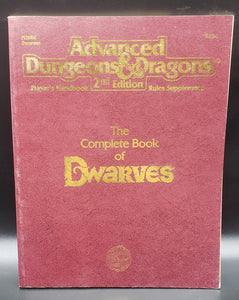 Advanced
Dungeons & Dragons
2nd Edition
Player's Handbook Rules Supplement
The
Complete Book
of
Dwarves